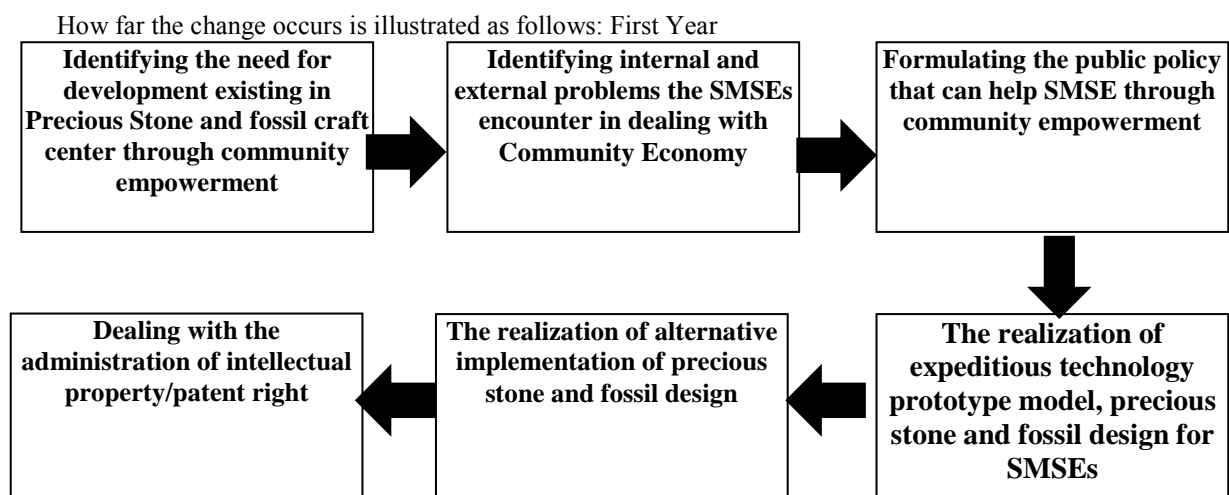 How far the change occurs is illustrated as follows: First Year
Identifying the need for
development existing in
Precious Stone and fossil craft
center through community
empowerment
Identifying internal and
external problems the SMSEs
encounter in dealing with
Community Economy
Formulating the public policy
that can help SMSE through
community empowerment
The realization of
expeditious technology
prototype model, precious
stone and fossil design for
SMSEs
The realization of alternative
implementation of precious
stone and fossil design
Dealing with the
administration of intellectual
property/patent right